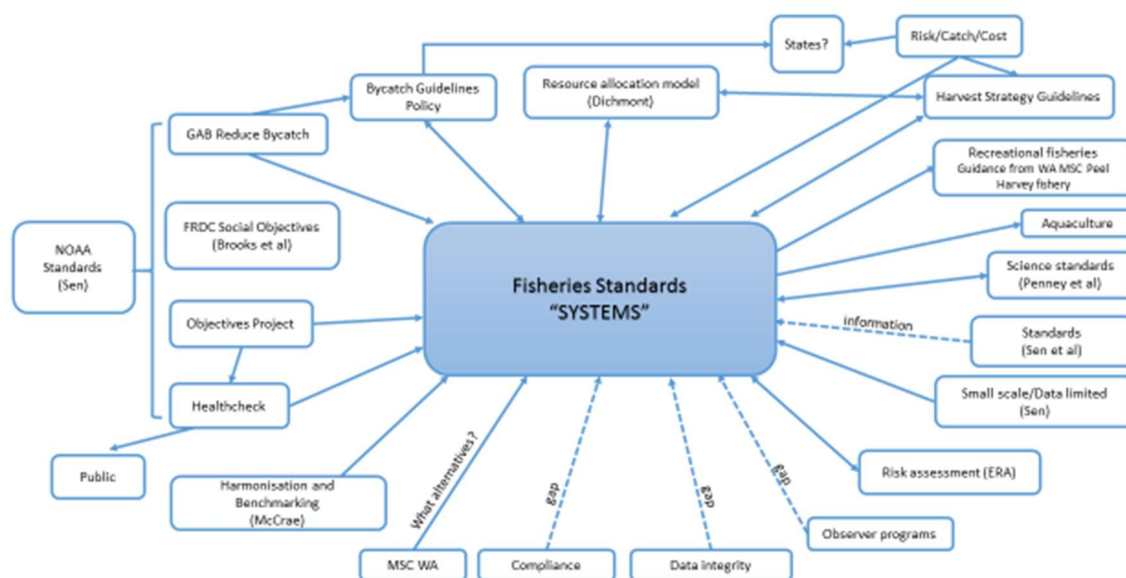 States?
Risk/Catch/Cost
Bycatch Guidelines
Policy
Resource allocation model
(Dichmont)
Harvest Strategy Guidelines
GAB Reduce Bycatch
Recreational fisheries
Guidance from WA MSC Peel
Harvey fishery
FRDC Social Objectives
(Brooks et al)
Aquaculture
NOAA
Standards
(Sen)
Fisheries Standards
“SYSTEMS”
Science standards
(Penney et al)
Objectives Project
information
Standards
(Sen et al)
Healthcheck
Small scale/Data limited
(Sen)
Public
Harmonisation and
Benchmarking
(McCrae)
What alternatives?
gap
gap
gap
Risk assessment (ERA)
Observer programs
MSC WA
Compliance
Data integrity